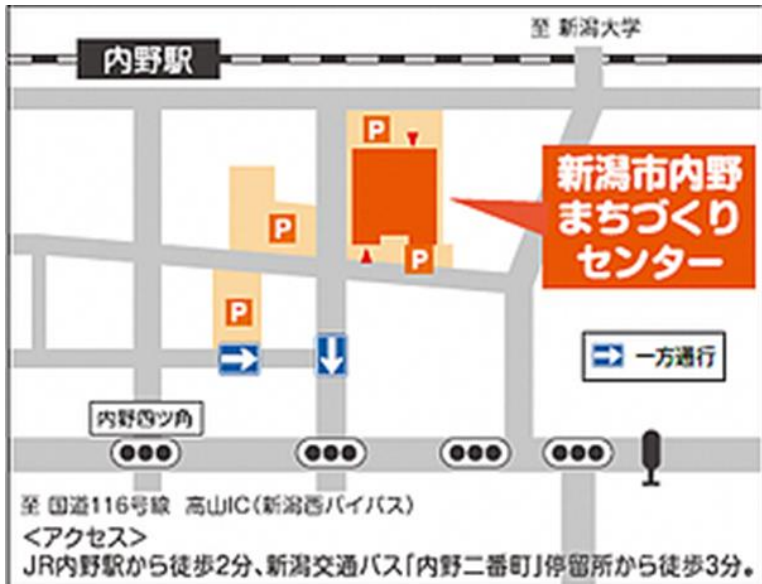 至 新潟大学
内野駅
P
新潟市内野
まちづくり
センター
P
P
P
一方通行
内野四ツ角
至 国道116号線 高山IC(新潟西バイパス)
<アクセス>
JR内野駅から徒歩2分、新潟交通バス「内野二番町」停留所から徒歩3分。